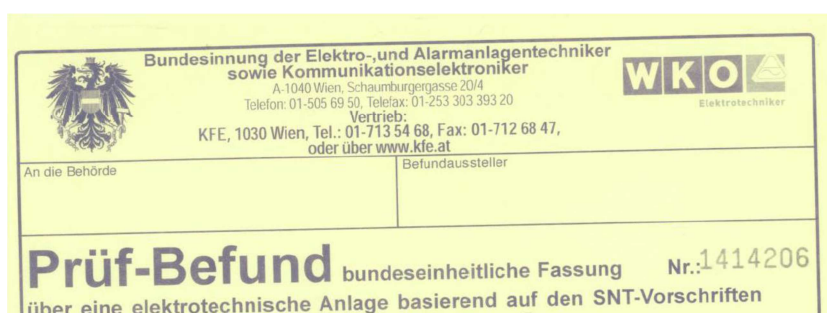 Bundesinnung der Elektro-,und Alarmanlagentechniker
sowie Kommunikationselektroniker
A-1040 Wien, Schaumburgergasse 20/4
Telefon: 01-505 69 50, Telefax: 01-253 303 393 20
Vertrieb:
KFE, 1030 Wien, Tel.: 01-713 54 68, Fax: 01-712 68 47,
oder über www.kfe.at
WKO
Elektrotechniker
An die Behörde
Befundaussteller
Prüf-Befund bundeseinheitliche Fassung Nr.:1414206
über eine elektrotechnische Anlage basierend auf den SNT-Vorschriften